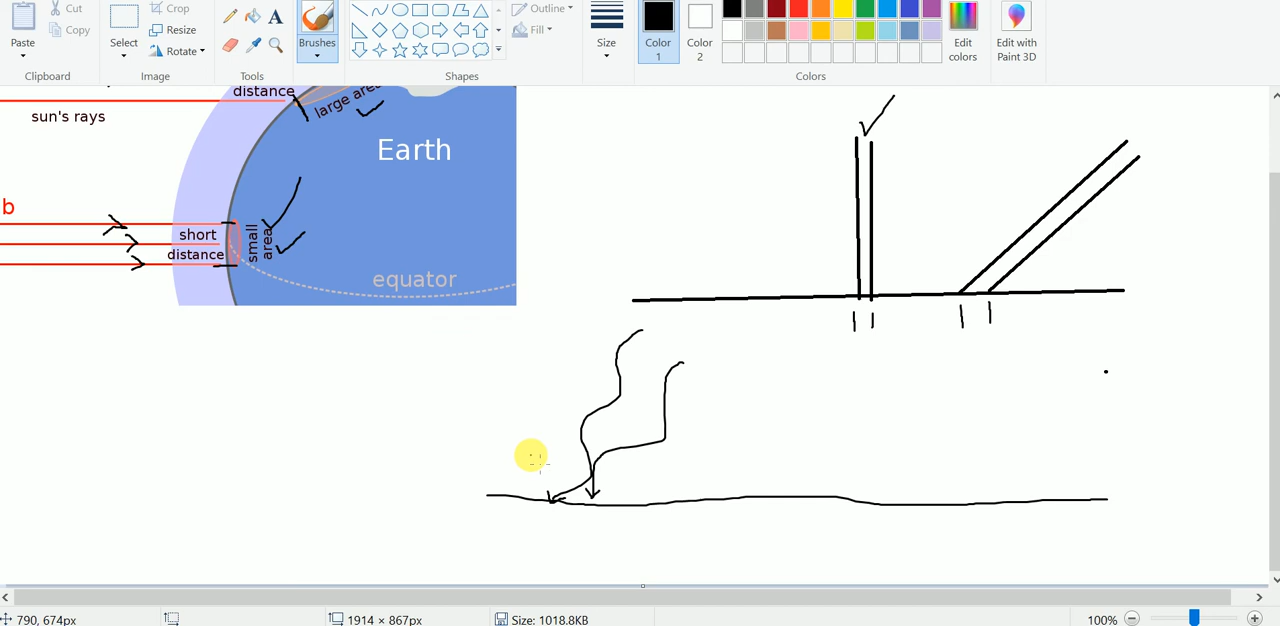 Paste
Cut
Copy
Clipboard
Select
Crop
Resize
Rotate
Image
A
Tools
Brushes
Outline
Fill
Shapes
Size
Color
1
Color
2
Colors
Edit
colors
Edit with
Paint 3D
distance
large area
sun's rays
Earth
b
short
distance
small
area
equator
790, 674px
1914 × 867px
Size: 1018.8KB
100%